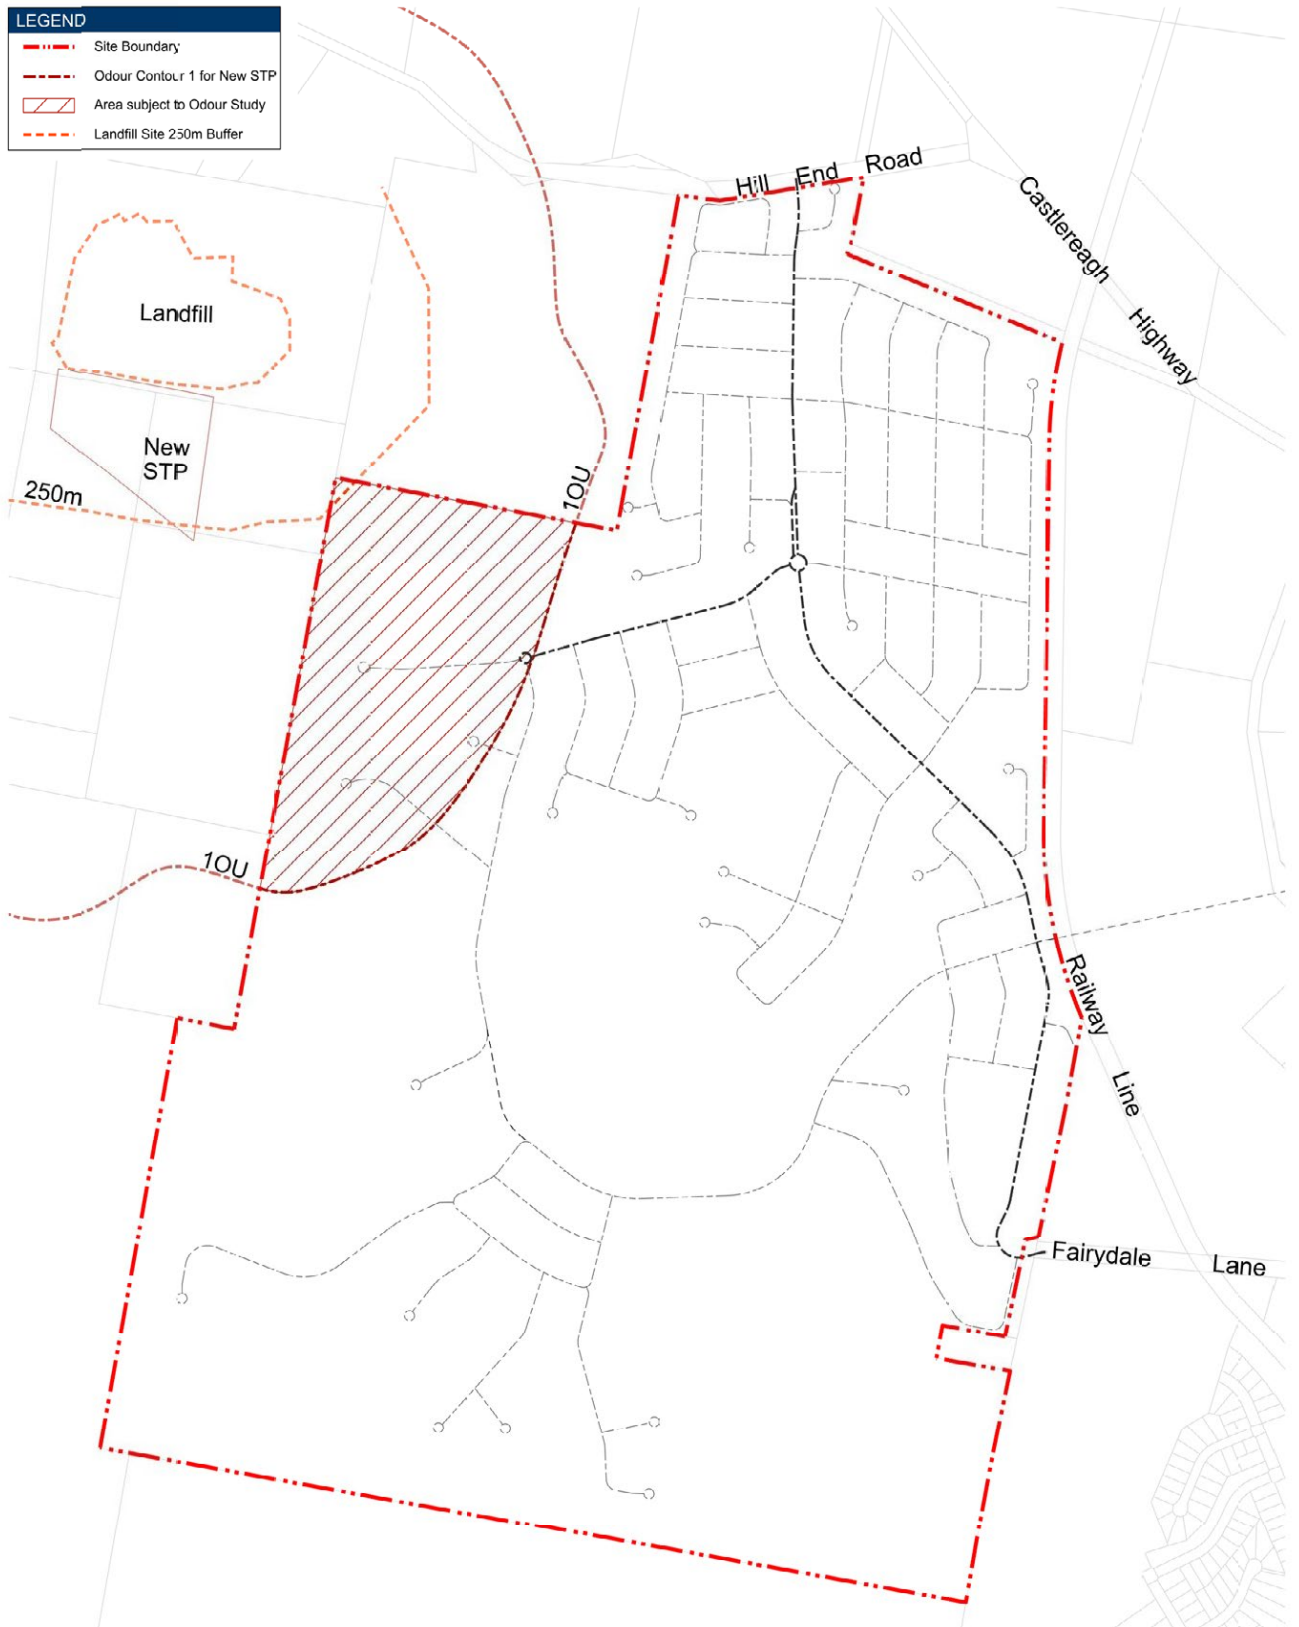 LEGEND
Site Boundary
Odour Contour 1 for New STP
Area subject to Odour Study
Landfill Site 250m Buffer
Hill End Road
Castlereagh Highway
Landfill
New
STP
250m
1OU
1OU
Railway Line
Fairydale Lane